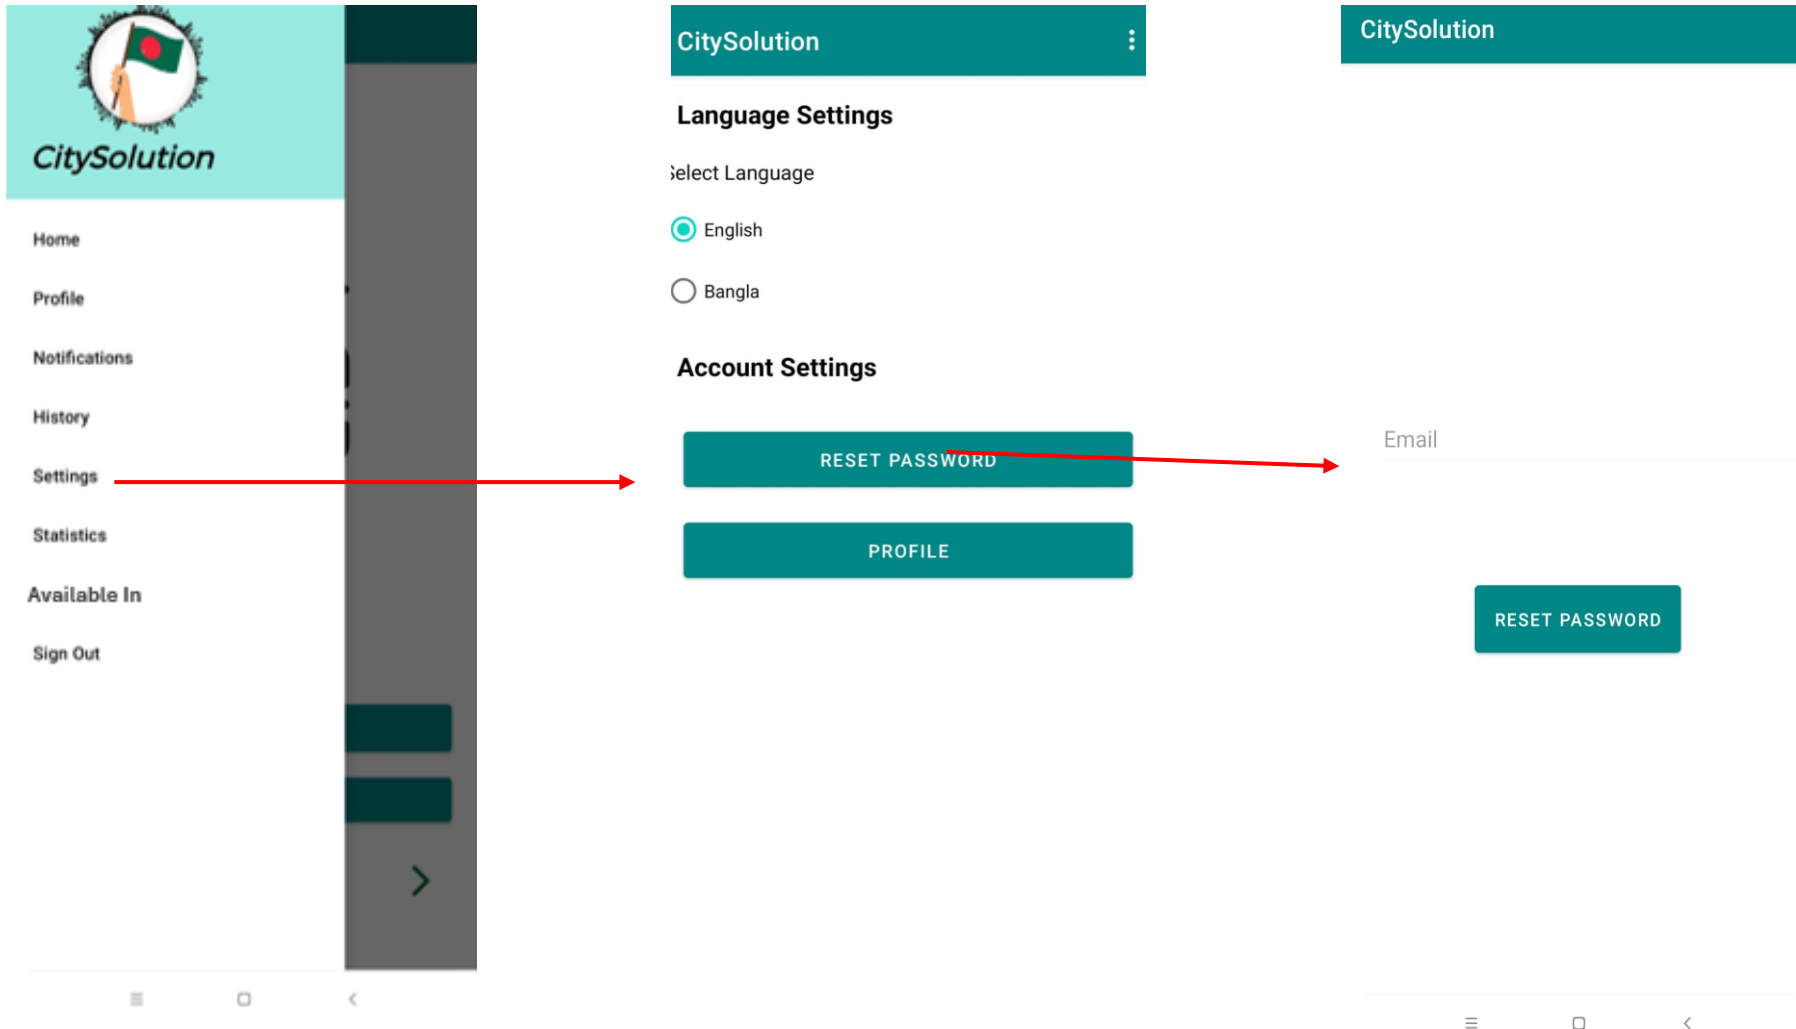 CitySolution
Home
Profile
Notifications
History
Settings
Statistics
Available In
Sign Out
CitySolution
Language Settings
Select Language
English
Bangla
Account Settings
RESET PASSWORD
PROFILE
CitySolution
Email
RESET PASSWORD